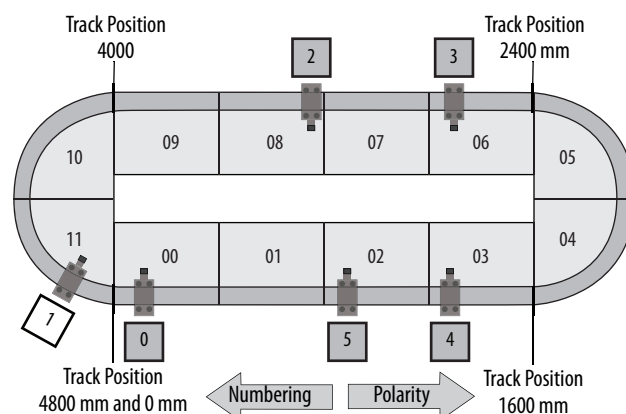 Track Position
4000
Track Position
2400 mm
2
3
09
08
07
06
10
05
11
04
00
01
02
03
1
0
5
4
Track Position
4800 mm and 0 mm
Numbering
Polarity
Track Position
1600 mm